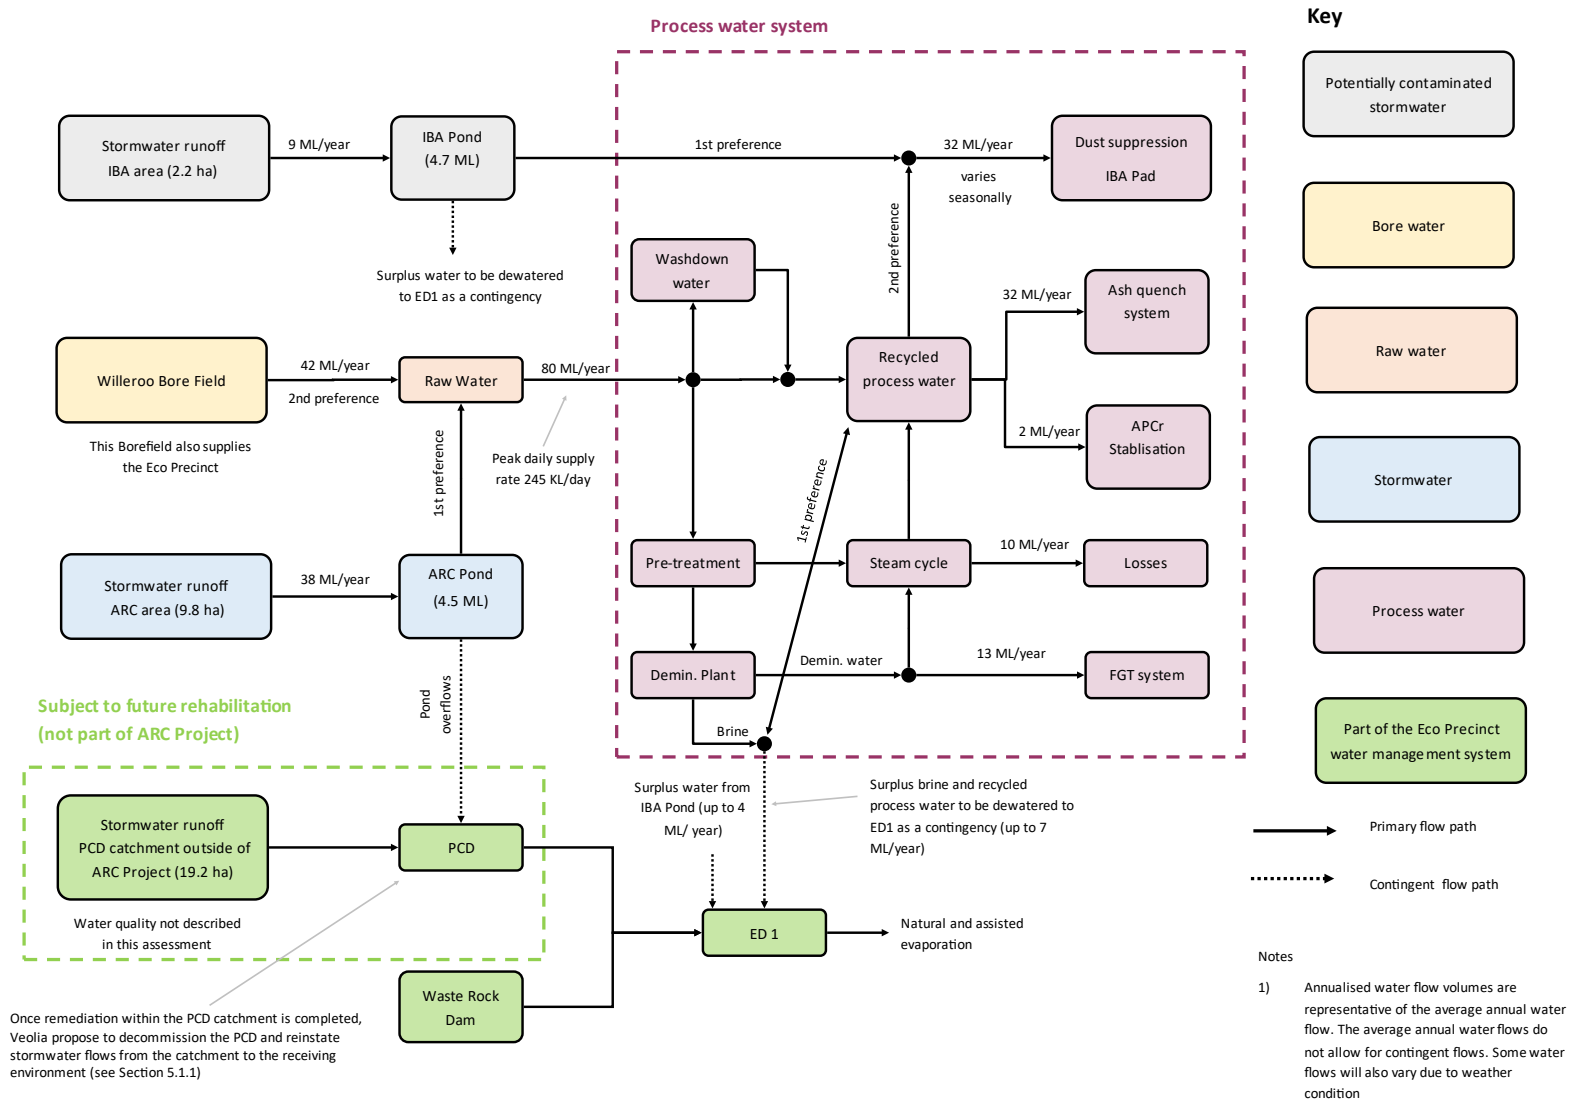 Process water system
Key
Potentially contaminated
stormwater
Bore water
Raw water
Stormwater
Process water
Part of the Eco Precinct
water management system
Primary flow path
Contingent flow path
Stormwater runoff
IBA area (2.2 ha)
9 ML/year
IBA Pond
(4.7 ML)
1st preference
32 ML/year
varies
seasonally
Dust suppression
IBA Pad
Surplus water to be dewatered
to ED1 as a contingency
Washdown
water
2nd preference
32 ML/year
Ash quench
system
Willeroo Bore Field
42 ML/year
2nd preference
Raw Water
80 ML/year
Recycled
process water
This Borefield also supplies
the Eco Precinct
1st preference
Peak daily supply
rate 245 KL/day
2 ML/year
APCr
Stablisation
1st preference
Stormwater runoff
ARC area (9.8 ha)
38 ML/year
ARC Pond
(4.5 ML)
Pre-treatment
Steam cycle
10 ML/year
Losses
Demin. Plant
Demin. water
13 ML/year
FGT system
Brine
Pond
overflows
Subject to future rehabilitation
(not part of ARC Project)
Stormwater runoff
PCD catchment outside of
ARC Project (19.2 ha)
PCD
Water quality not described
in this assessment
Surplus water from
IBA Pond (up to 4
ML/ year)
Surplus brine and recycled
process water to be dewatered to
ED1 as a contingency (up to 7
ML/year)
ED 1
Natural and assisted
evaporation
Waste Rock
Dam
Once remediation within the PCD catchment is completed,
Veolia propose to decommission the PCD and reinstate
stormwater flows from the catchment to the receiving
environment (see Section 5.1.1)
Notes
1) Annualised water flow volumes are
representative of the average annual water
flow. The average annual water flows do
not allow for contingent flows. Some water
flows will also vary due to weather
condition